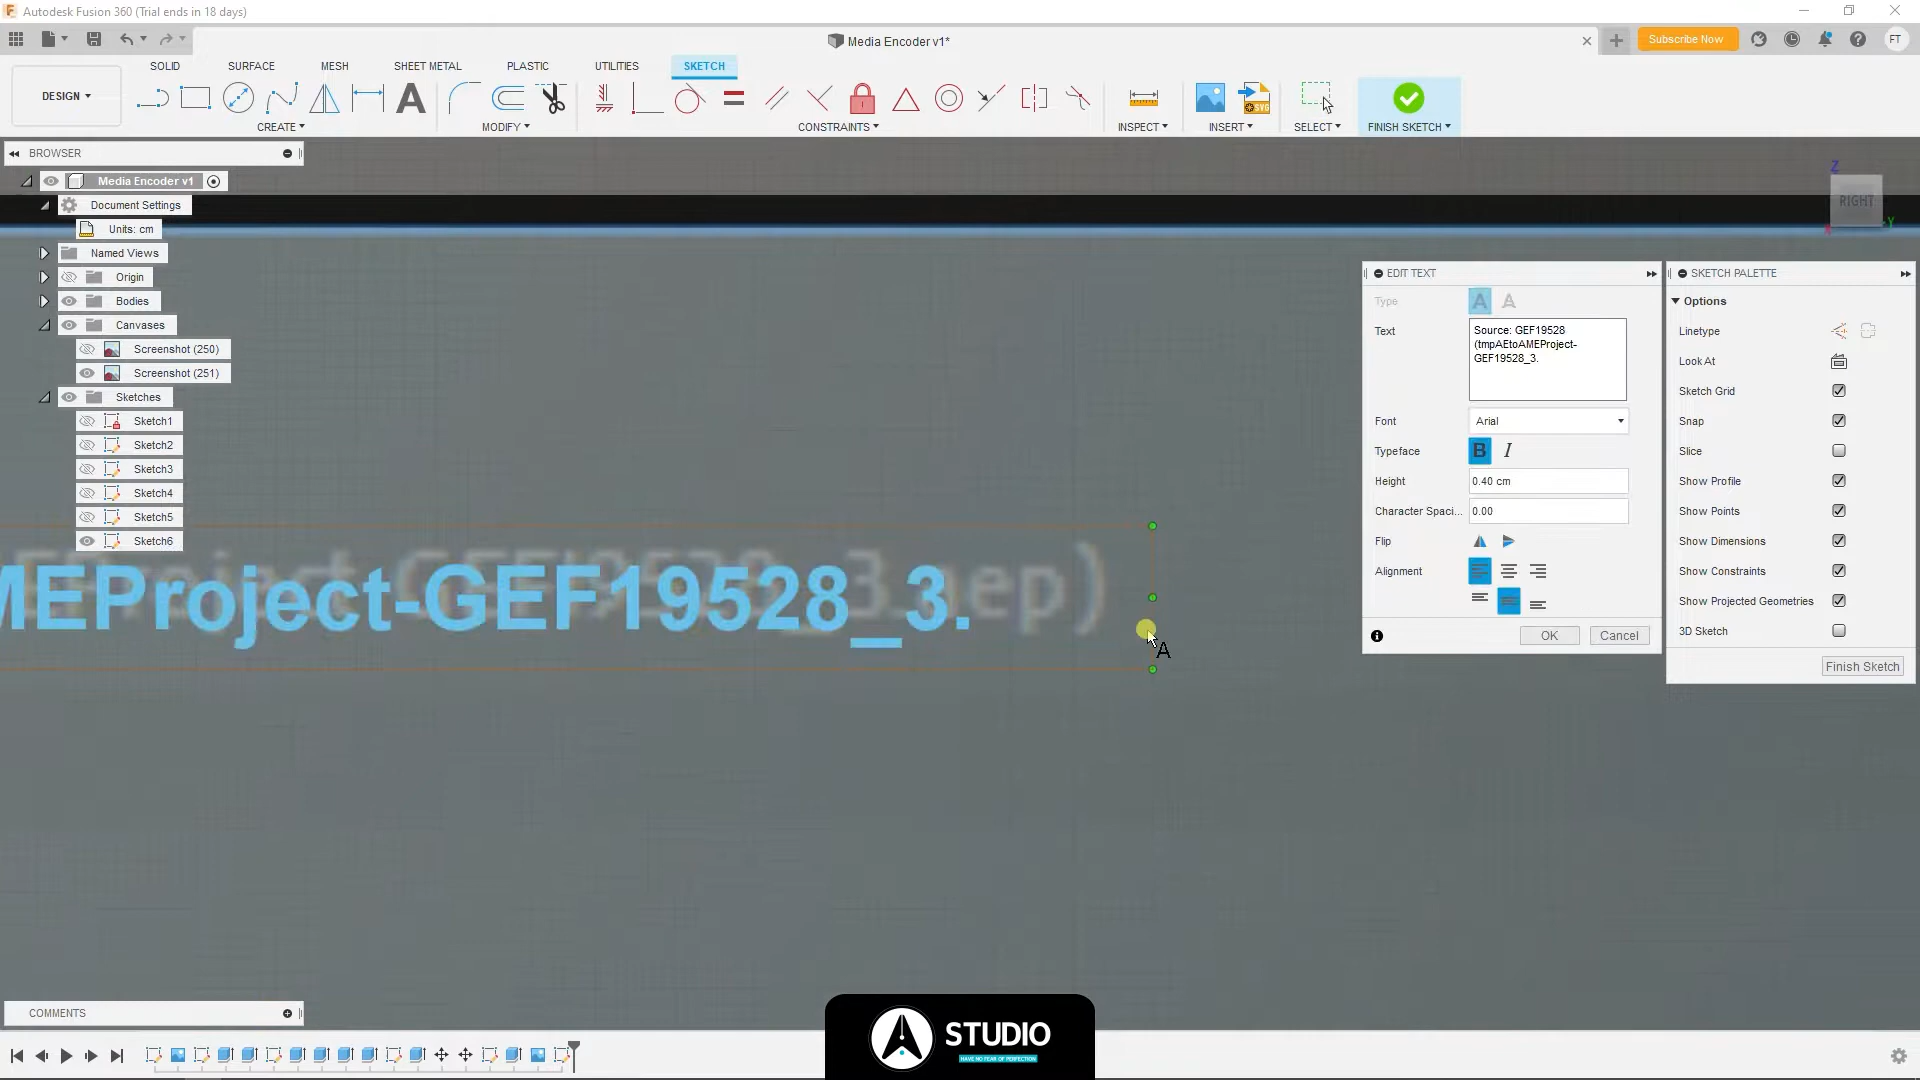 Autodesk Fusion 360 (Trial ends in 18 days)
Media Encoder v1*
Subscribe Now
FT
DESIGN
SOLID
SURFACE
MESH
SHEET METAL
PLASTIC
UTILITIES
SKETCH
CREATE
MODIFY
CONSTRAINTS
INSPECT
INSERT
SELECT
FINISH SKETCH
BROWSER
Media Encoder v1
Document Settings
Units: cm
Named Views
Origin
Bodies
Canvases
Screenshot (250)
Screenshot (251)
Sketches
Sketch1
Sketch2
Sketch3
Sketch4
Sketch5
Sketch6
Z
RIGHT
Y
MEProject-GEF19528_3.
EDIT TEXT
Type
Text
Source: GEF19528
(tmpAEtoAMEProject-
GEF19528_3.
Font
Arial
Typeface
Height
0.40 cm
Character Spaci...
0.00
Flip
Alignment
OK
Cancel
SKETCH PALETTE
Options
Linetype
Look At
Sketch Grid
Snap
Slice
Show Profile
Show Points
Show Dimensions
Show Constraints
Show Projected Geometries
3D Sketch
Finish Sketch
COMMENTS
STUDIO
HAVE NO FEAR OF PERFECTION